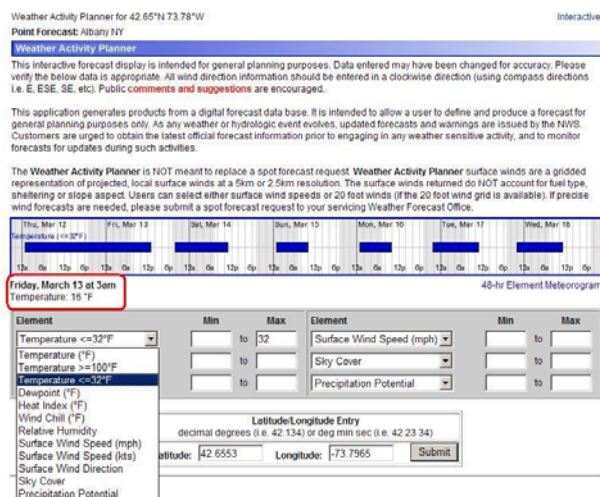 Weather Activity Planner for 42.65°N 73.78°W
Interactive
Point Forecast: Albany NY
Weather Activity Planner
This interactive forecast display is intended for general planning purposes. Data entered may have been changed for accuracy. Please
verify the below data is appropriate. All wind direction information should be entered in a clockwise direction (using compass directions
i.e. E, ESE, SE, etc). Public comments and suggestions are encouraged.
This application generates products from a digital forecast data base. It is intended to allow a user to define and produce a forecast for
general planning purposes only. As any weather or hydrologic event evolves, updated forecasts and warnings are issued by the NWS.
Customers are urged to obtain the latest official forecast information prior to engaging in any weather sensitive activity, and to monitor
forecasts for updates during such activities.
The Weather Activity Planner is NOT meant to replace a spot forecast request. Weather Activity Planner surface winds are a gridded
representation of projected, local surface winds at a 5km or 2.5km resolution. The surface winds returned do NOT account for fuel type,
sheltering or slope aspect. Users can select either surface wind speeds or 20 foot winds (if the 20 foot wind grid is available). If precise
wind forecasts are needed, please submit a spot forecast request to your servicing Weather Forecast Office.
Thu, Mar 12 Fri, Mar 13 Sat, Mar 14 Sun, Mar 15 Mon, Mar 16 Tue, Mar 17 Wed, Mar 18
Temperature (<=32°F)
12a 6a 12p 6p 12a 6a 12p 6p 12a 6a 12p 6p 12a 6a 12p 6p 12a 6a 12p 6p 12a 6a 12p 6p 12a 6a 12p 6p
Friday, March 13 at 3am
48-hr Element Meteorogram
Temperature: 16 °F
Element Min Max Element Min Max
Temperature <=32°F to 32 Surface Wind Speed (mph) to
Temperature (°F)
to Sky Cover to
Temperature >=100°F
Temperature <=32°F
to Precipitation Potential to
Dewpoint (°F)
Heat Index (°F)
Wind Chill (°F)
Relative Humidity
Surface Wind Speed (mph)
Surface Wind Speed (kts)
Surface Wind Direction
Sky Cover
Precipitation Potential
Latitude/Longitude Entry
decimal degrees (i.e. 42.134) or deg min sec (i.e. 42 23 34)
atitude: 42.6553 Longitude: -73.7965 Submit